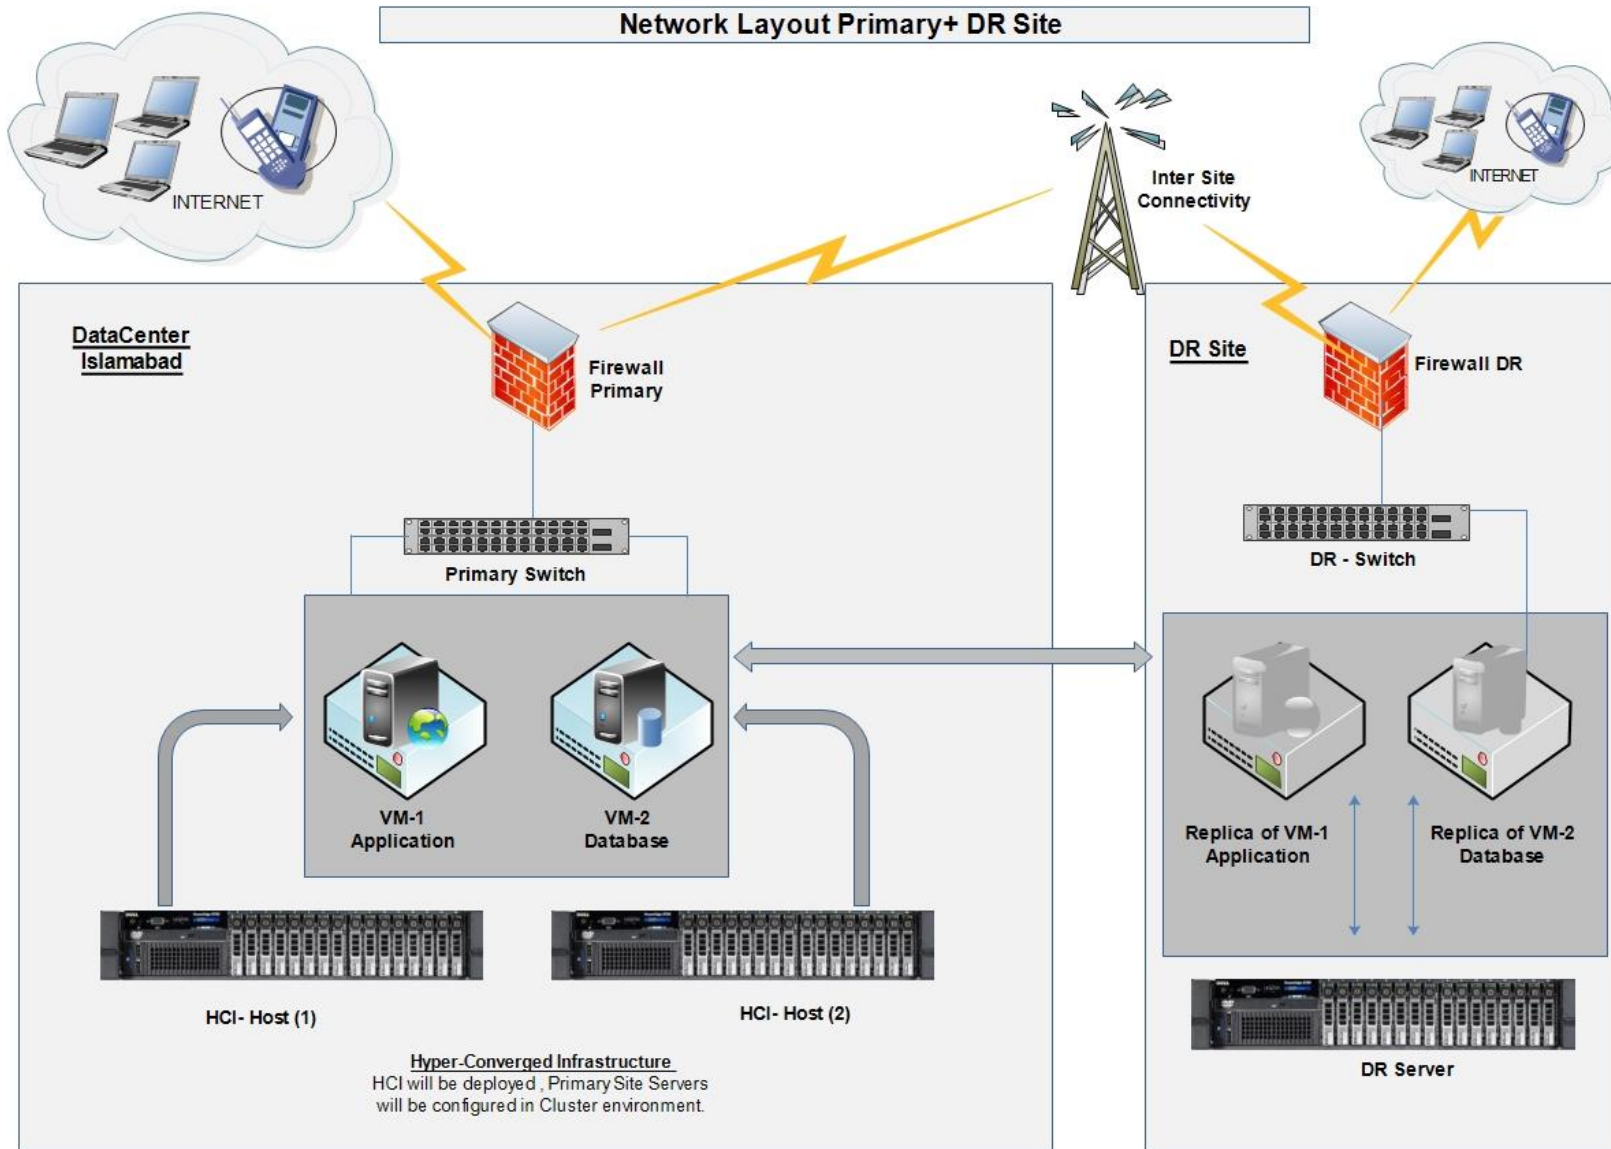 Network Layout Primary+ DR Site
INTERNET
Inter Site
Connectivity
INTERNET
DataCenter
Islamabad
Firewall
Primary
DR Site
Firewall DR
Primary Switch
DR - Switch
VM-1
Application
VM-2
Database
Replica of VM-1
Application
Replica of VM-2
Database
HCI- Host (1)
HCI- Host (2)
DR Server
Hyper-Converged Infrastructure
HCI will be deployed , Primary Site Servers
will be configured in Cluster environment.